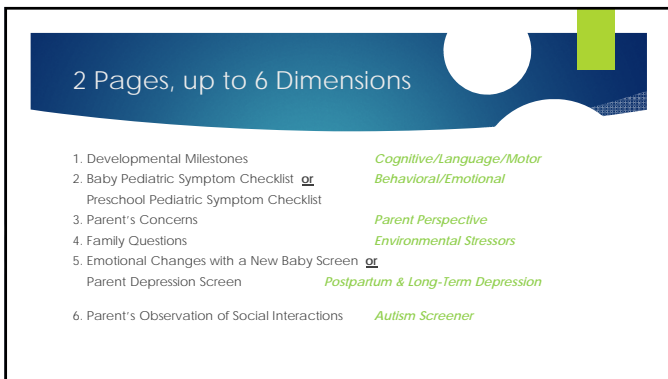 2 Pages, up to 6 Dimensions
1. Developmental Milestones Cognitive/Language/Motor
2. Baby Pediatric Symptom Checklist or Behavioral/Emotional
Preschool Pediatric Symptom Checklist
3. Parent's Concerns Parent Perspective
4. Family Questions Environmental Stressors
5. Emotional Changes with a New Baby Screen or
Parent Depression Screen Postpartum & Long-Term Depression
6. Parent's Observation of Social Interactions Autism Screener